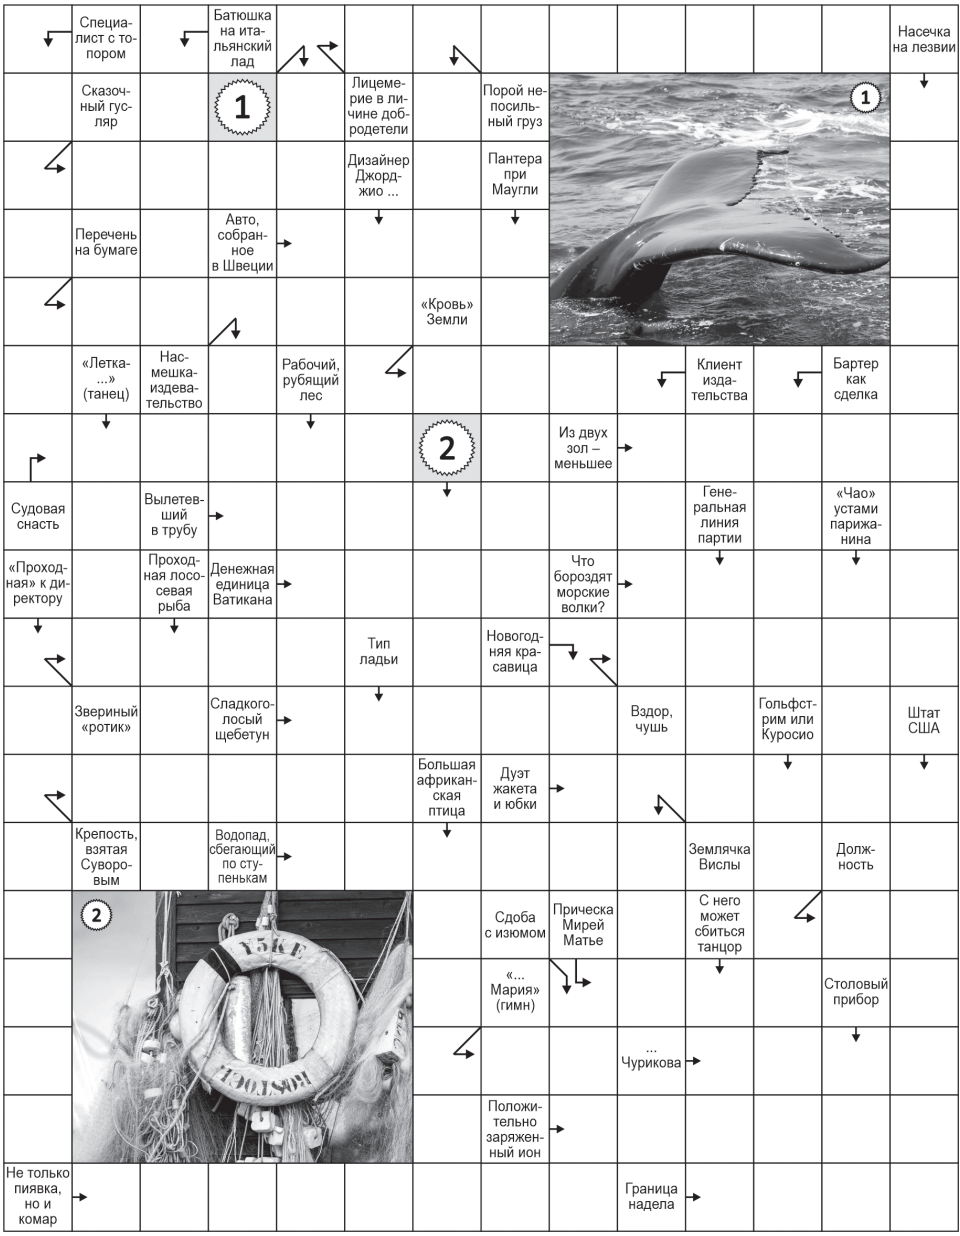 Специа-
лист с то-
пором
Батюшка
на ита-
льянский
лад
Насечка
на лезвии
Сказоч-
ный гус-
ляр
1
Лицеме-
рие в ли-
чине доб-
родетели
Порой не-
посиль-
ный груз
1
Дизайнер
Джорд-
жио ...
Пантера
при
Маугли
Перечень
на бумаге
Авто,
собран-
ное
в Швеции
«Кровь»
Земли
«Летка-
...»
(танец)
Нас-
мешка-
издева-
тельство
Рабочий,
рубящий
лес
Клиент
изда-
тельства
Бартер
как
сделка
2
Из двух
зол –
меньшее
Судовая
снасть
Вылетев-
ший
в трубу
Гене-
ральная
линия
партии
«Чао»
устами
парижа-
нина
«Проход-
ная» к ди-
ректору
Проход-
ная лосо-
севая
рыба
Денежная
единица
Ватикана
Что
бороздят
морские
волки?
Тип
ладьи
Новогод-
няя кра-
савица
Звериный
«ротик»
Сладкого-
лосый
щебетун
Вздор,
чушь
Гольфст-
рим или
Куросио
Штат
США
Большая
африкан-
ская
птица
Дуэт
жакета
и юбки
Крепость,
взятая
Суворо-
вым
Водопад,
сбегающий
по сту-
пенькам
Землячка
Вислы
Долж-
ность
2
Y5KE
ROSTOCK
Сдоба
с изюмом
Прическа
Мирей
Матье
С него
может
сбиться
танцор
«...
Мария»
(гимн)
Столовый
прибор
...
Чурикова
Положи-
тельно
заряжен-
ный ион
Не только
пиявка,
но и
комар
Граница
надела